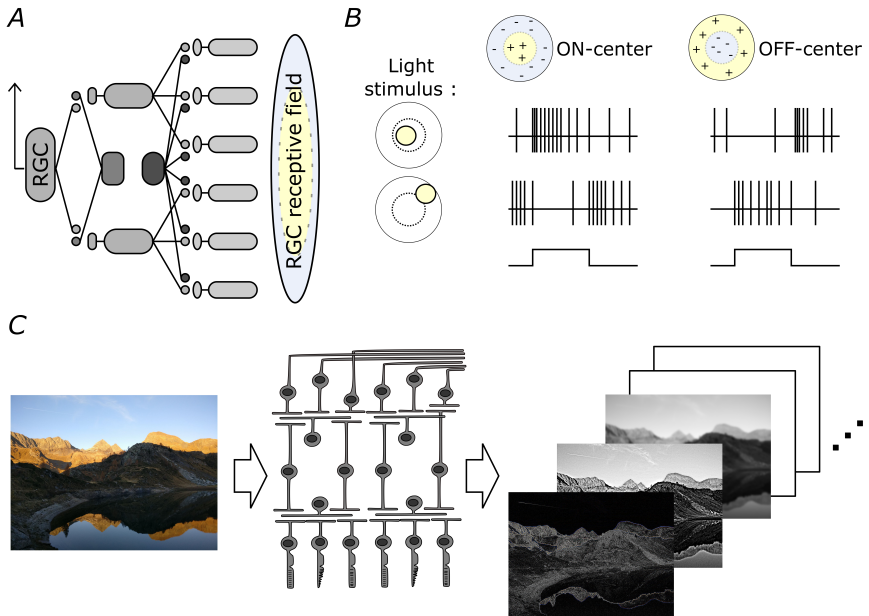 A
RGC
RGC receptive field
B
Light
stimulus :
ON-center
OFF-center
C